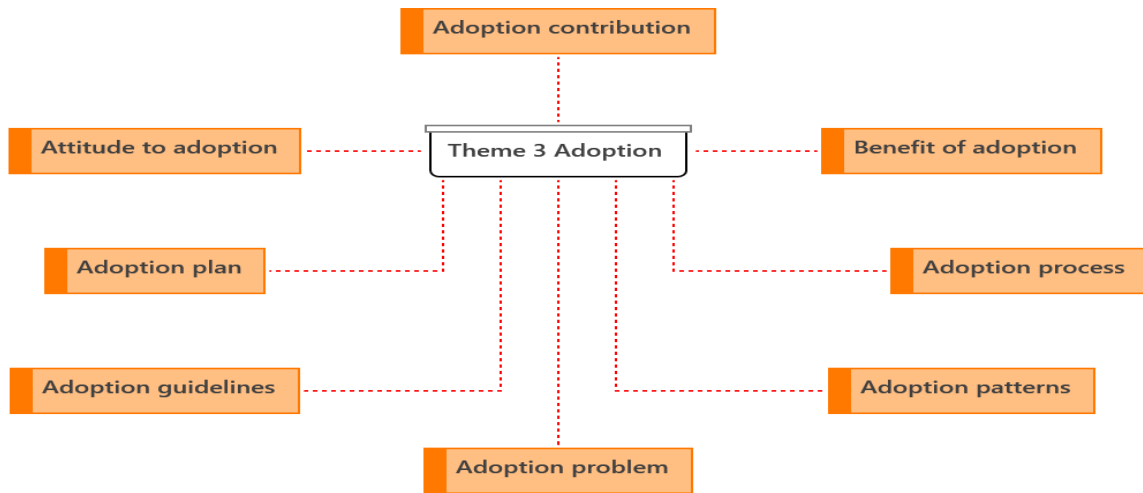 Adoption contribution
Attitude to adoption
Theme 3 Adoption
Benefit of adoption
Adoption plan
Adoption process
Adoption guidelines
Adoption patterns
Adoption problem